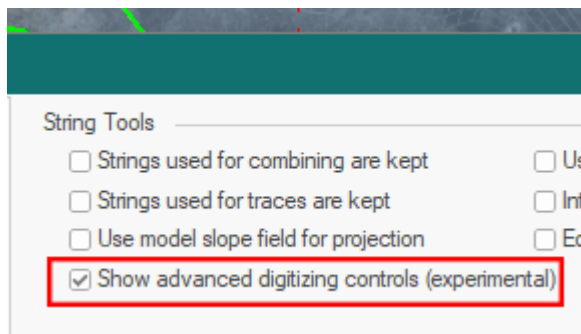 String Tools
Strings used for combining are kept
Strings used for traces are kept
Use model slope field for projection
Show advanced digitizing controls (experimental)